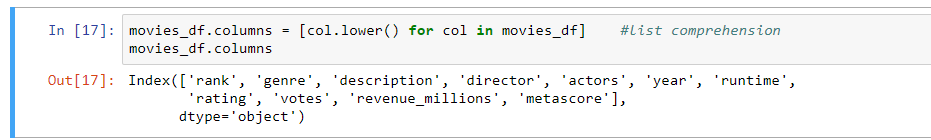 In [17]: movies_df.columns = [col.lower() for col in movies_df]    #list comprehension
movies_df.columns
Out[17]: Index(['rank', 'genre', 'description', 'director', 'actors', 'year', 'runtime',
'rating', 'votes', 'revenue_millions', 'metascore'],
dtype='object')